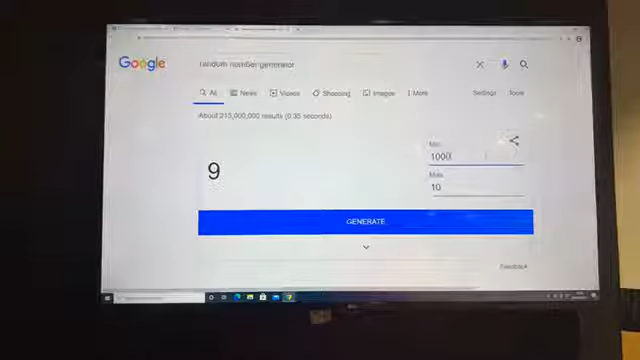 Google
random number generator
All News Videos Shopping Images More Settings Tools
About 215,000,000 results (0.35 seconds)
Min
1000
9
Max
10
GENERATE
Feedback